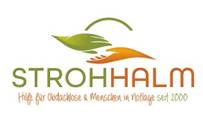 STROHHALM
Hilfe für Obdachlose & Menschen in Notlage seit 2000